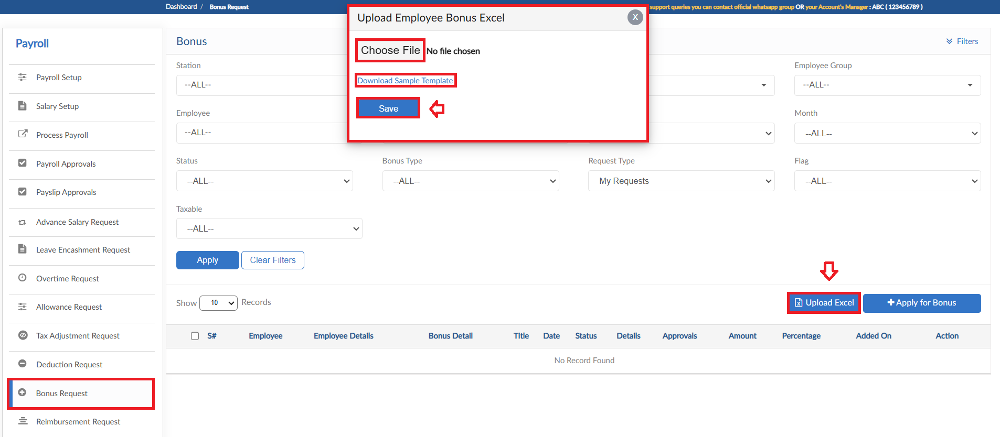 Dashboard / Bonus Request
support queries you can contact official whatsapp group OR your Account's Manager : ABC ( 123456789 )
Upload Employee Bonus Excel
X
Choose File No file chosen
Download Sample Template
Save
Payroll
Payroll Setup
Salary Setup
Process Payroll
Payroll Approvals
Payslip Approvals
Advance Salary Request
Leave Encashment Request
Overtime Request
Allowance Request
Tax Adjustment Request
Deduction Request
Bonus Request
Reimbursement Request
Bonus
Filters
Station
--ALL--
Employee Group
--ALL--
Employee
--ALL--
Month
--ALL--
Status
--ALL--
Bonus Type
--ALL--
Request Type
My Requests
Flag
--ALL--
Taxable
--ALL--
Apply
Clear Filters
Show 10 Records
Upload Excel
Apply for Bonus
S# Employee Employee Details Bonus Detail Title Date Status Details Approvals Amount Percentage Added On Action
No Record Found